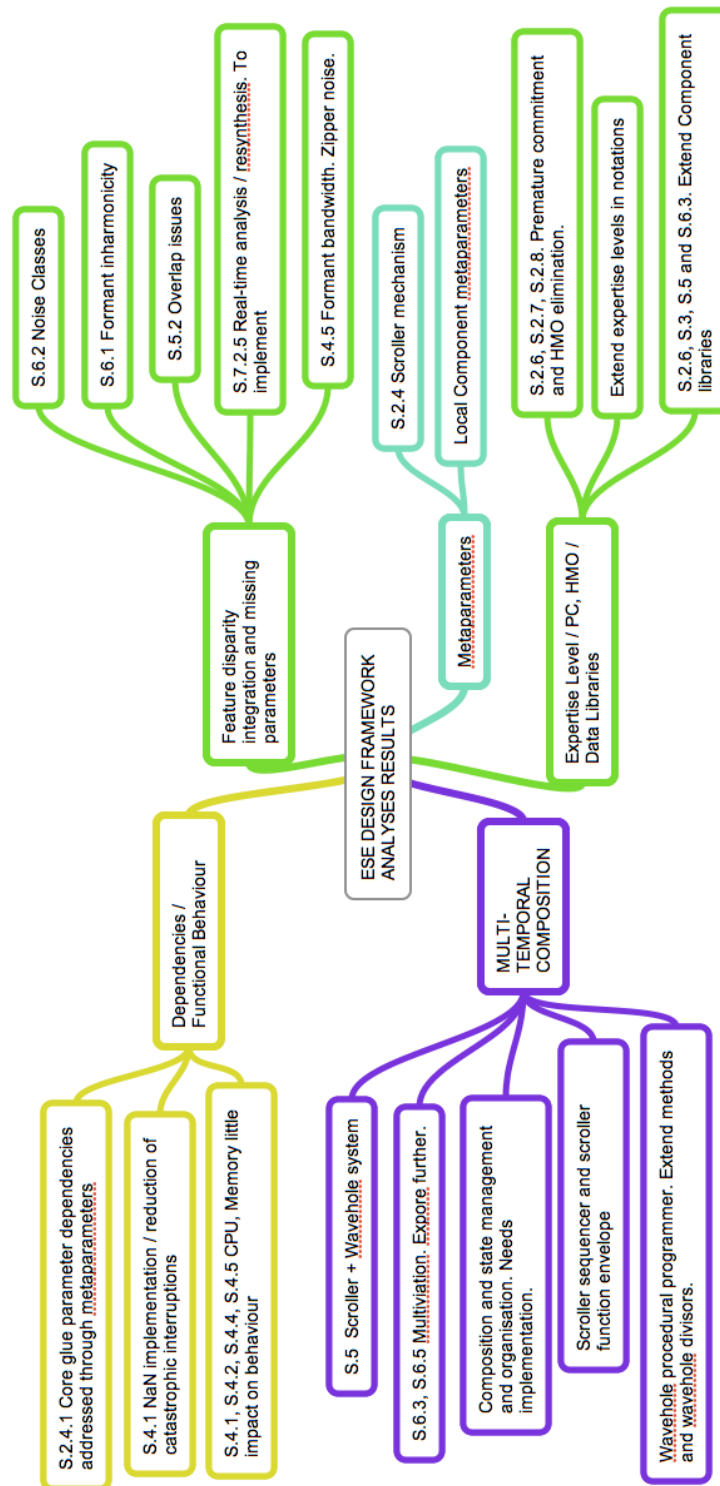 ESE DESIGN FRAMEWORK
ANALYSES RESULTS
Dependencies /
Functional Behaviour
S.2.4.1 Core glue parameter dependencies
addressed through metaparameters
S.4.1 NaN implementation / reduction of
catastrophic interruptions
S.4.1, S.4.2, S.4.4, S.4.5 CPU, Memory little
impact on behaviour
MULTI-
TEMPORAL
COMPOSITION
S.5  Scroller + Wavehole system
S.6.3, S.6.5 Multiviation. Expore further.
Composition and state management
and organisation. Needs
implementation.
Scroller sequencer and scroller
function envelope
Wavehole procedural programmer. Extend methods
and wavehole divisors.
Feature disparity
integration and missing
parameters
S.6.2 Noise Classes
S.6.1 Formant inharmonicity
S.5.2 Overlap issues
S.7.2.5 Real-time analysis / resynthesis. To
implement
S.4.5 Formant bandwidth. Zipper noise.
Metaparameters
S.2.4 Scroller mechanism
Local Component metaparameters
Expertise Level / PC, HMO /
Data Libraries
S.2.6, S.2.7, S.2.8. Premature commitment
and HMO elimination.
Extend expertise levels in notations
S.2.6, S.3, S.5 and S.6.3. Extend Component
libraries